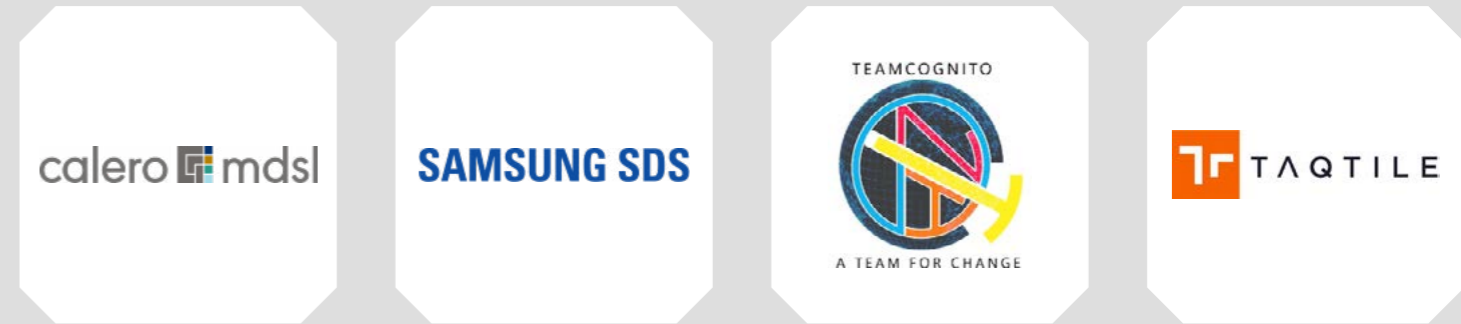 calero mdsl
SAMSUNG SDS
TEAMCOGNITO
A TEAM FOR CHANGE
TAQTILE